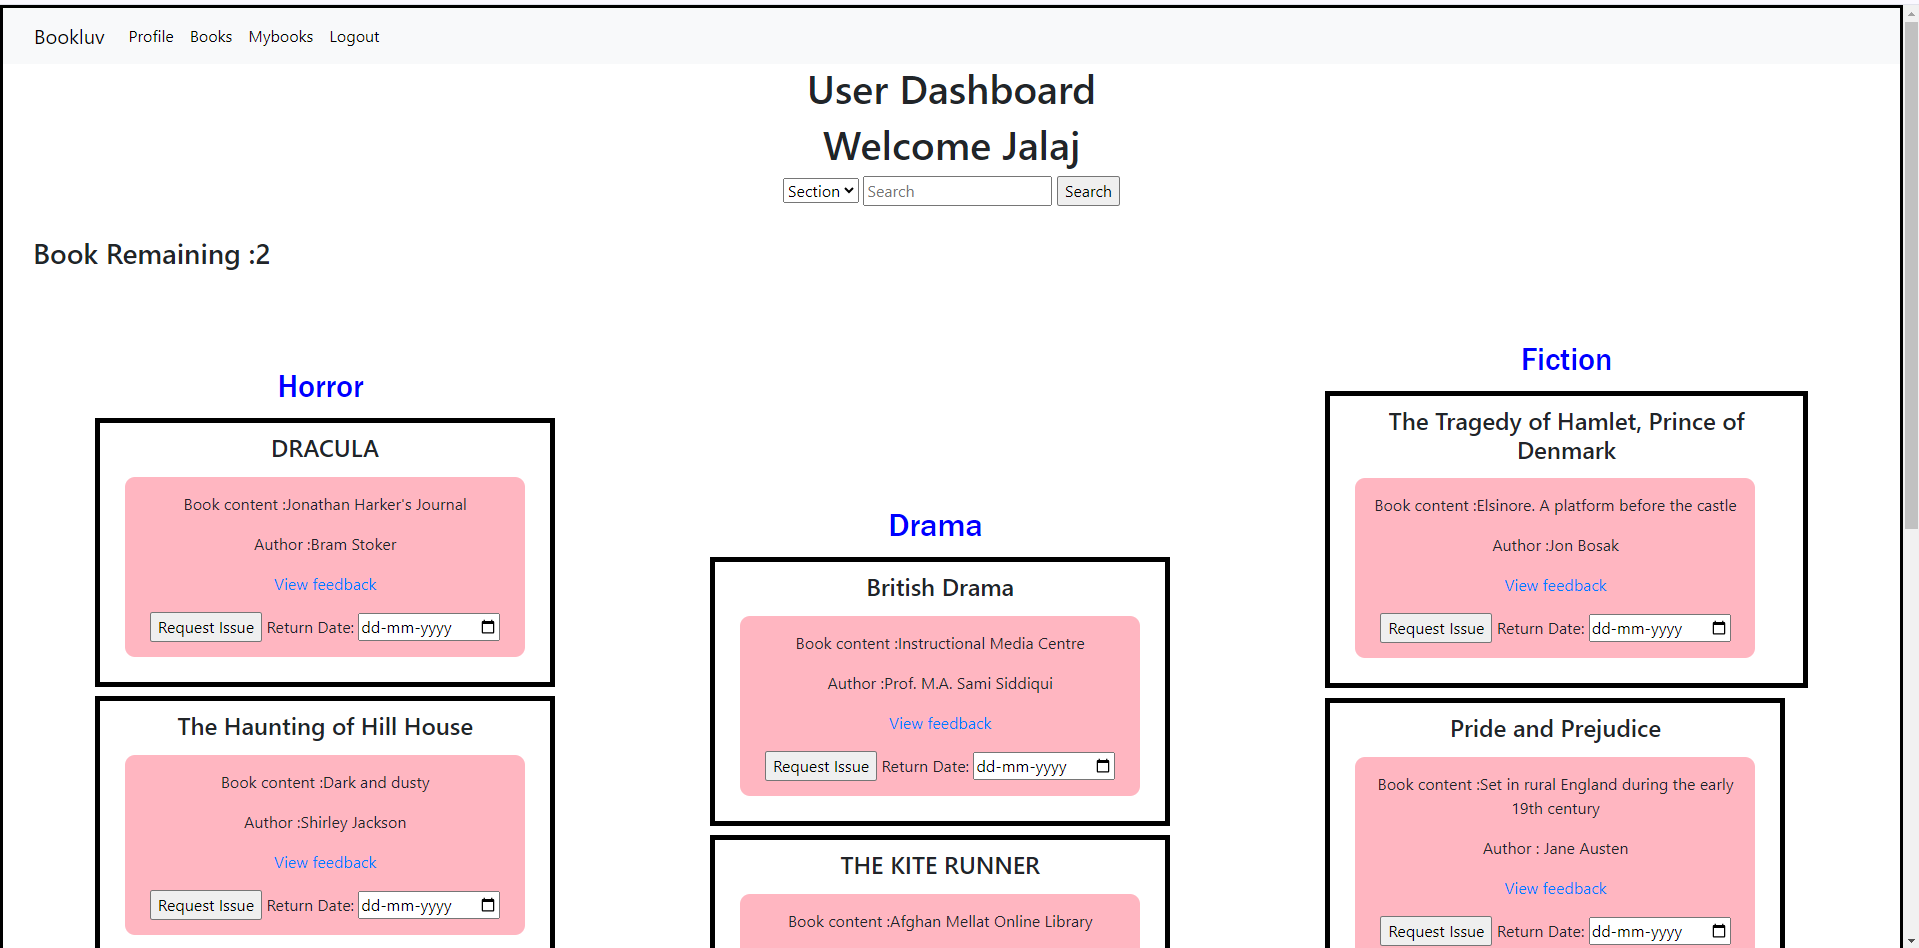 Bookluv Profile Books Mybooks Logout
User Dashboard
Welcome Jalaj
Section Search Search
Book Remaining :2
Horror
DRACULA
Book content :Jonathan Harker's Journal
Author :Bram Stoker
View feedback
Request Issue Return Date: dd-mm-yyyy
The Haunting of Hill House
Book content :Dark and dusty
Author :Shirley Jackson
View feedback
Request Issue Return Date: dd-mm-yyyy
Drama
British Drama
Book content :Instructional Media Centre
Author :Prof. M.A. Sami Siddiqui
View feedback
Request Issue Return Date: dd-mm-yyyy
THE KITE RUNNER
Book content :Afghan Mellat Online Library
Fiction
The Tragedy of Hamlet, Prince of
Denmark
Book content :Elsinore. A platform before the castle
Author :Jon Bosak
View feedback
Request Issue Return Date: dd-mm-yyyy
Pride and Prejudice
Book content :Set in rural England during the early
19th century
Author : Jane Austen
View feedback
Request Issue Return Date: dd-mm-yyyy